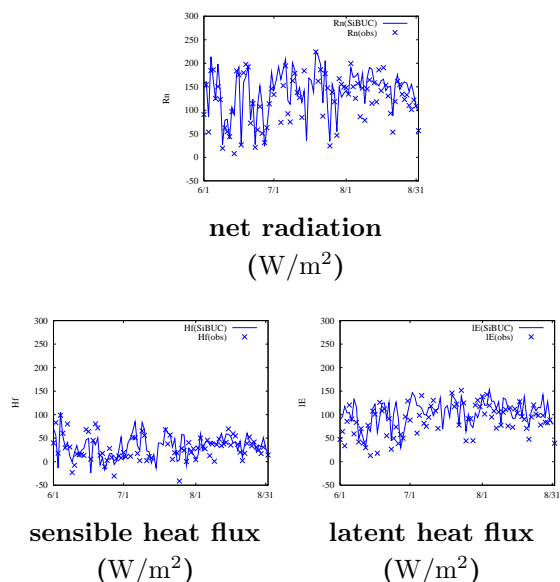 300
Rn(SiBUC)
Rn(obs)
250
200
150
Rn
100
50
0
-50
6/1
7/1
8/1
8/31
net radiation
(W/m²)
300
Hf(SiBUC)
Hf(obs)
250
200
150
Hf
100
50
0
-50
6/1
7/1
8/1
8/31
300
lE(SiBUC)
lE(obs)
250
200
150
lE
100
50
0
-50
6/1
7/1
8/1
8/31
sensible heat flux
(W/m²)
latent heat flux
(W/m²)